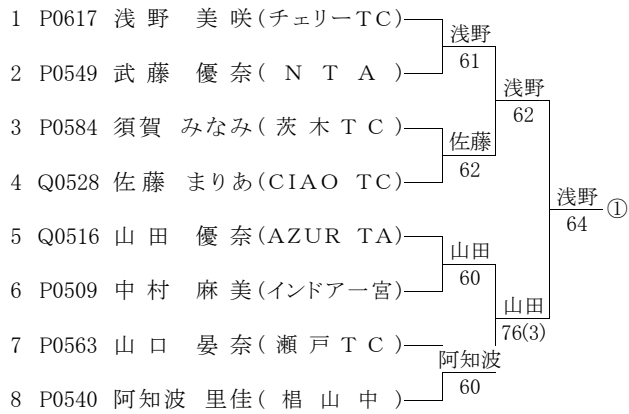 1 P0617 浅野 美咲(チェリーTC)
浅野
61
2 P0549 武藤 優奈(NTA)
浅野
62
3 P0584 須賀 みなみ(茨木TC)
佐藤
62
4 Q0528 佐藤 まりあ(CIAO TC)
浅野 ①
64
5 Q0516 山田 優奈(AZUR TA)
山田
60
6 P0509 中村 麻美(インドア一宮)
山田
76(3)
7 P0563 山口 晏奈(瀬戸TC)
阿知波
60
8 P0540 阿知波 里佳(椙山中)